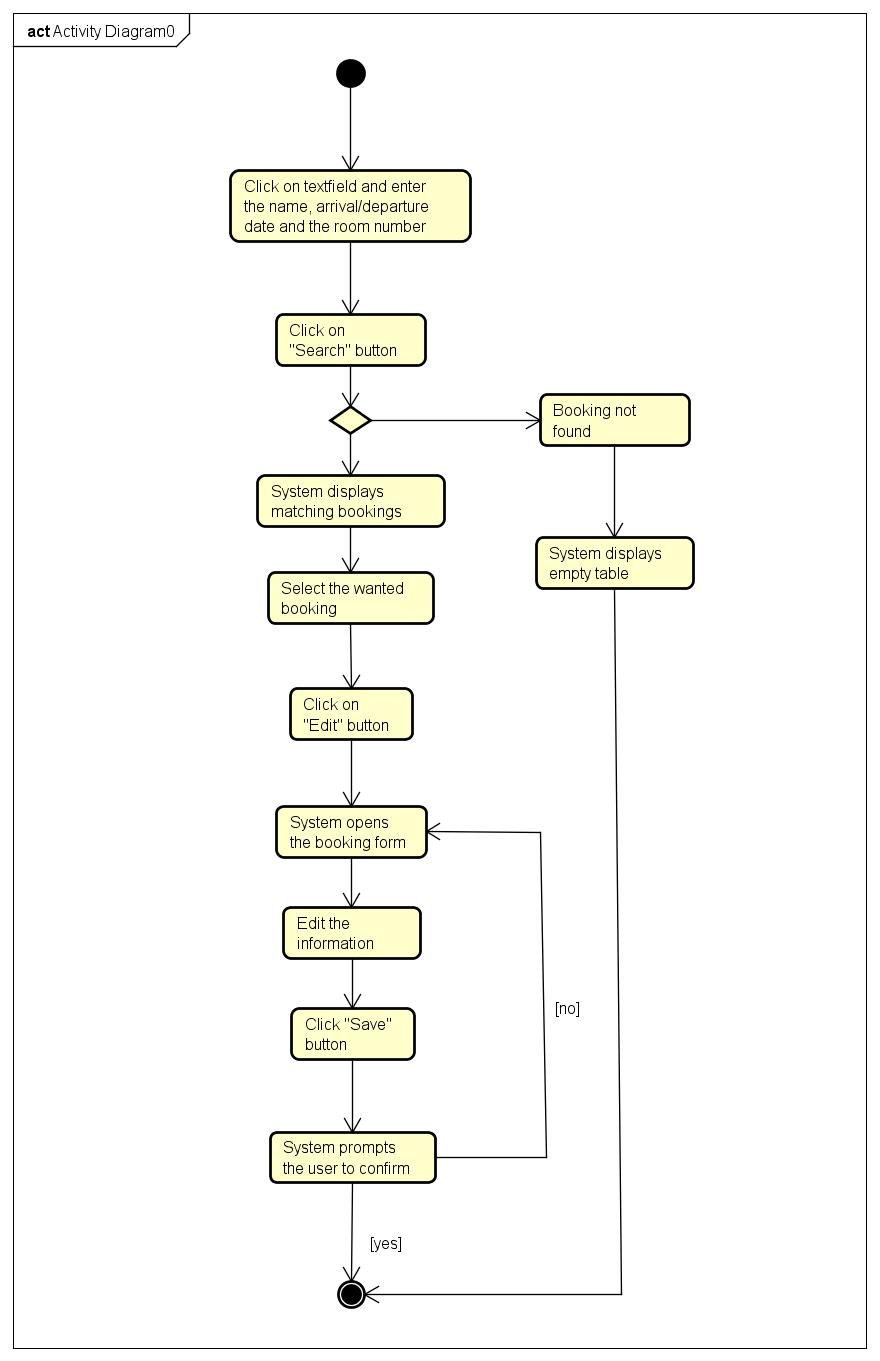 act Activity Diagram0
Click on textfield and enter
the name, arrival/departure
date and the room number
Click on
"Search" button
Booking not
found
System displays
matching bookings
System displays
empty table
Select the wanted
booking
Click on
"Edit" button
System opens
the booking form
Edit the
information
[no]
Click "Save"
button
System prompts
the user to confirm
[yes]